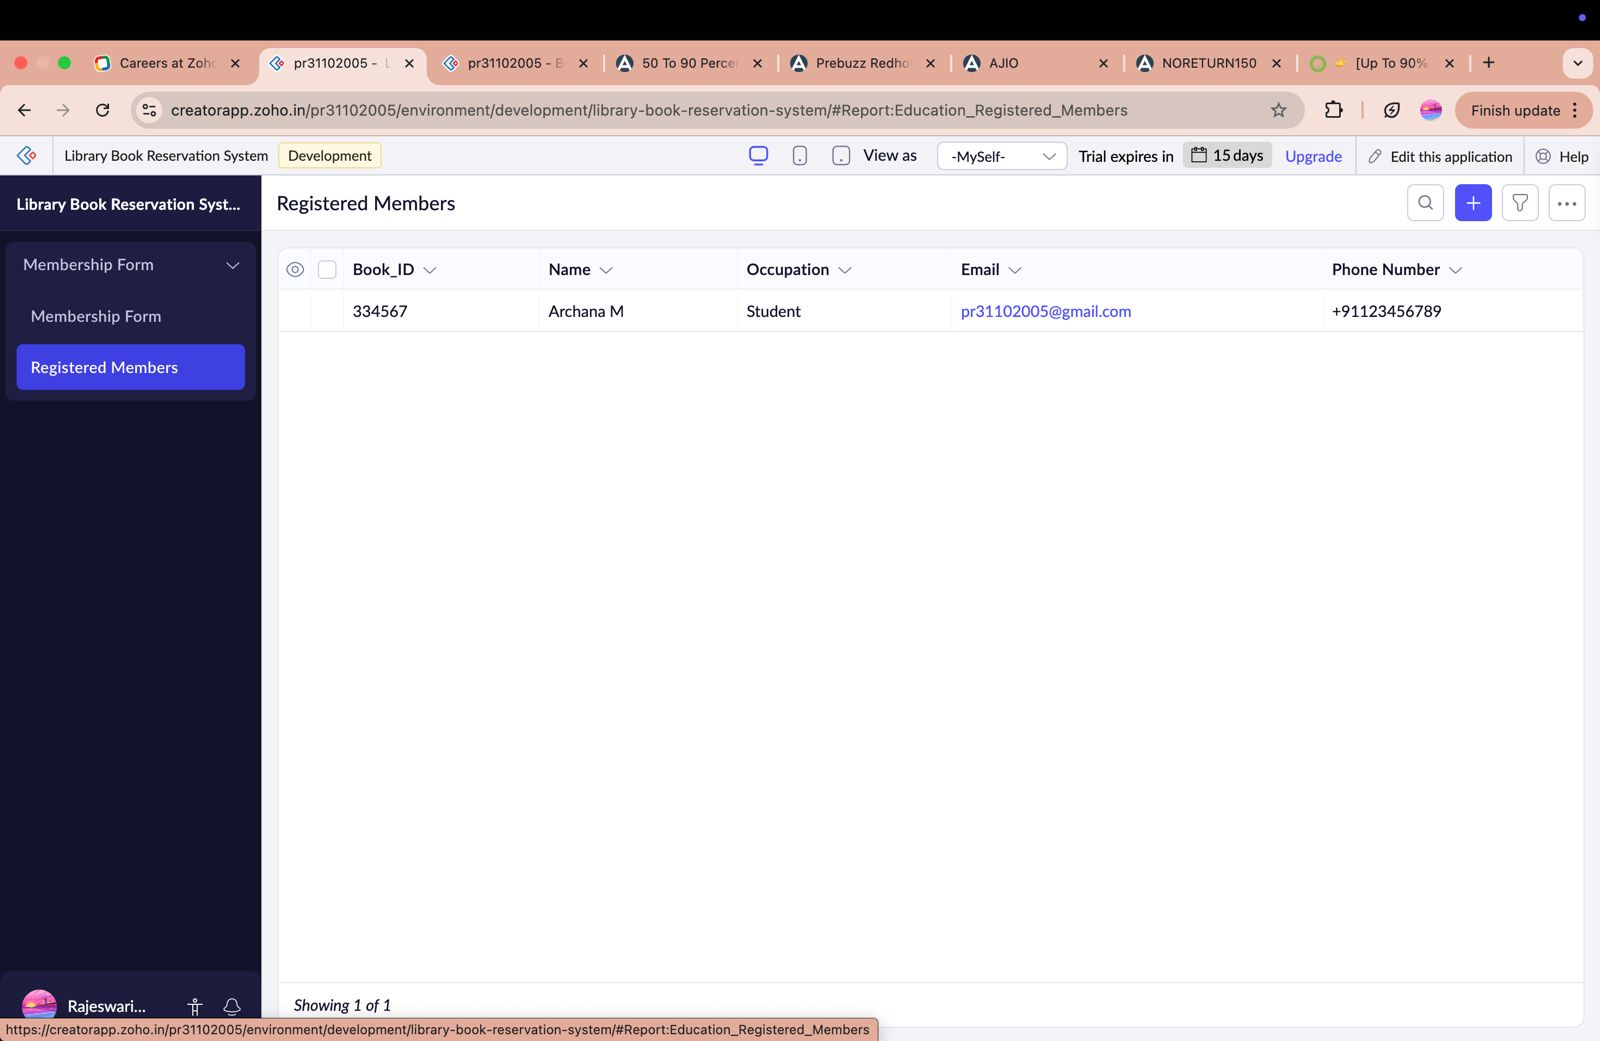 Careers at Zoho
pr31102005 - L
pr31102005 - B
50 To 90 Percen
Prebuzz Redho
AJIO
NORETURN150
[Up To 90%
creatorapp.zoho.in/pr31102005/environment/development/library-book-reservation-system/#Report:Education_Registered_Members
Finish update
Library Book Reservation System
Development
View as
-MySelf-
Trial expires in
15 days
Upgrade
Edit this application
Help
Library Book Reservation Syst...
Registered Members
Membership Form
Membership Form
Registered Members
Book_ID
Name
Occupation
Email
Phone Number
334567
Archana M
Student
pr31102005@gmail.com
+91123456789
Showing 1 of 1
Rajeswari...
https://creatorapp.zoho.in/pr31102005/environment/development/library-book-reservation-system/#Report:Education_Registered_Members